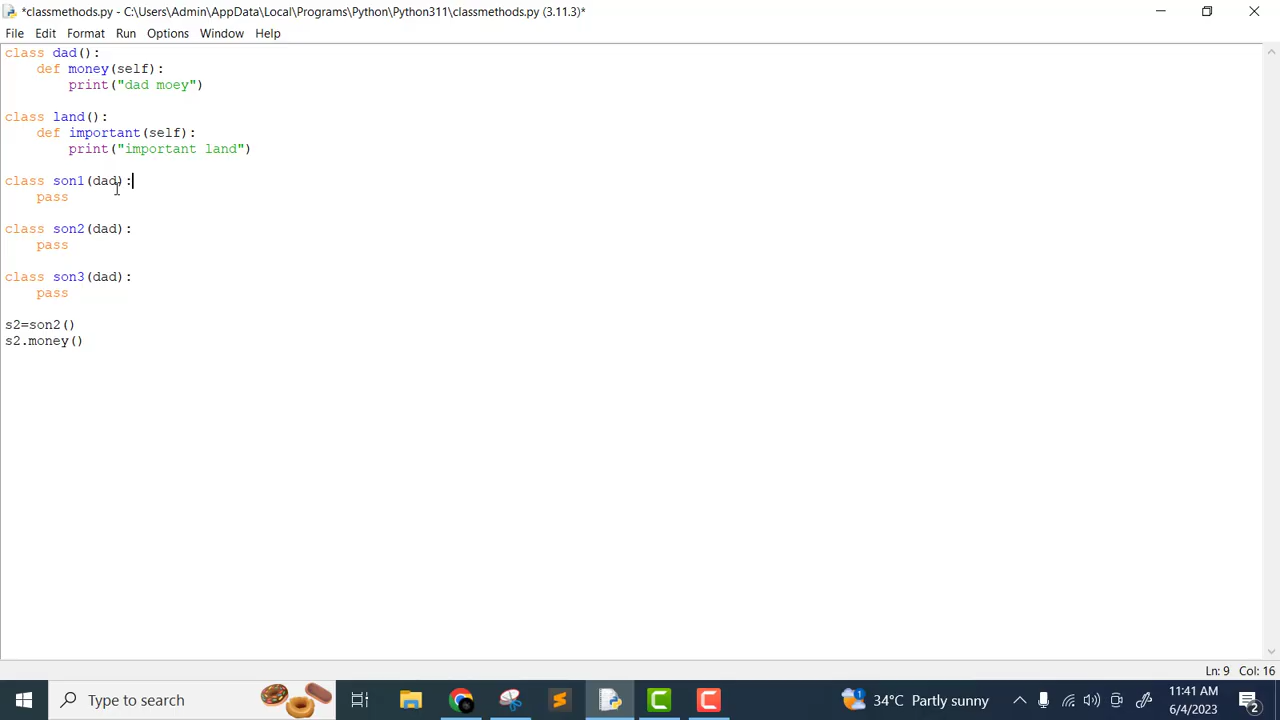 *classmethods.py - C:\Users\Admin\AppData\Local\Programs\Python\Python311\classmethods.py (3.11.3)*
File Edit Format Run Options Window Help
class dad():
    def money(self):
        print("dad moey")

class land():
    def important(self):
        print("important land")

class son1(dad):
    pass

class son2(dad):
    pass

class son3(dad):
    pass

s2=son2()
s2.money()
Ln: 9 Col: 16
Type here to search
1
34°C Partly sunny
11:41 AM
6/4/2023
2